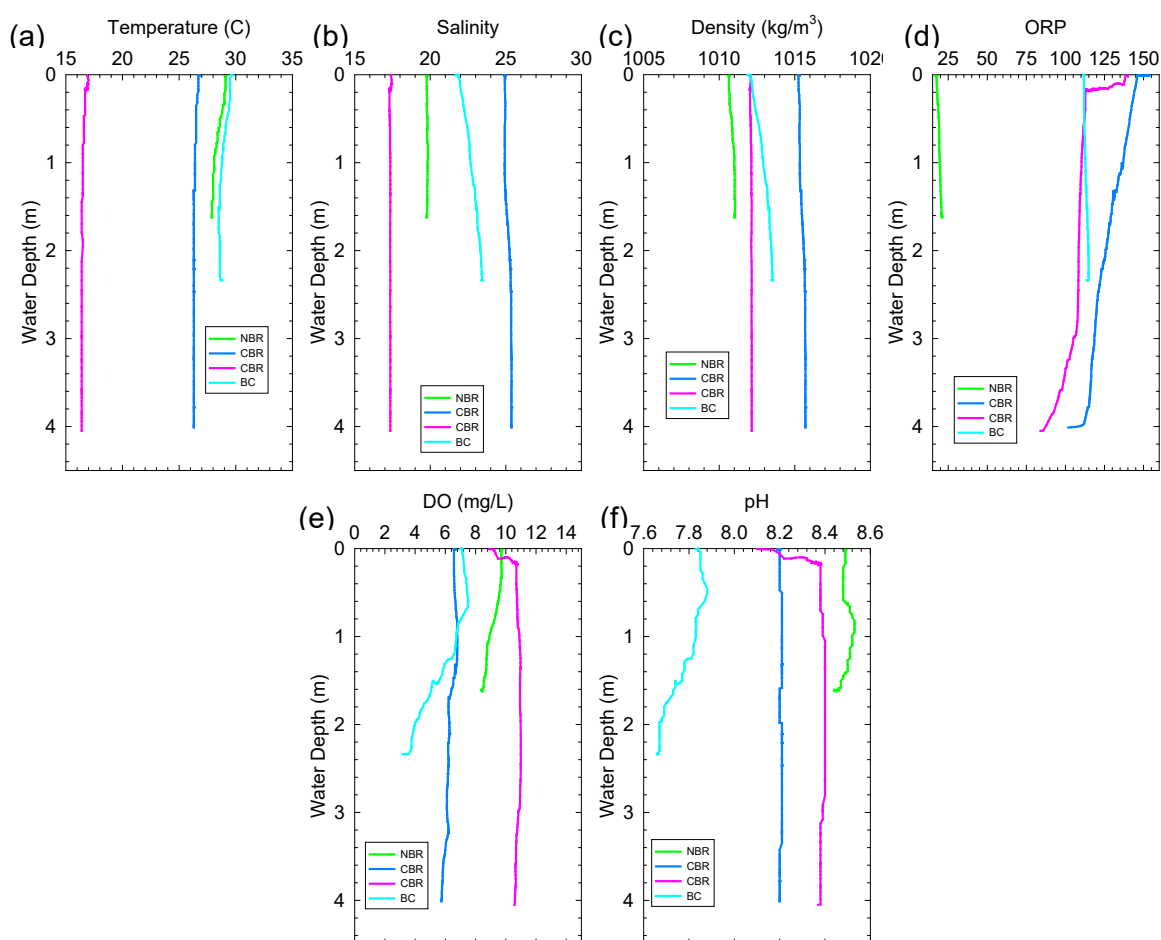 (a) Temperature (C)
15 20 25 30 35
0
1
2
3
4
Water Depth (m)
NBR
CBR
CBR
BC
(b) Salinity
15 20 25 30
0
1
2
3
4
Water Depth (m)
NBR
CBR
CBR
BC
(c) Density (kg/m³)
1005 1010 1015 1020
0
1
2
3
4
Water Depth (m)
NBR
CBR
CBR
BC
(d) ORP
25 50 75 100 125 150
0
1
2
3
4
Water Depth (m)
NBR
CBR
CBR
BC
(e) DO (mg/L)
0 2 4 6 8 10 12 14
0
1
2
3
4
Water Depth (m)
NBR
CBR
CBR
BC
(f) pH
7.6 7.8 8.0 8.2 8.4 8.6
0
1
2
3
4
Water Depth (m)
NBR
CBR
CBR
BC